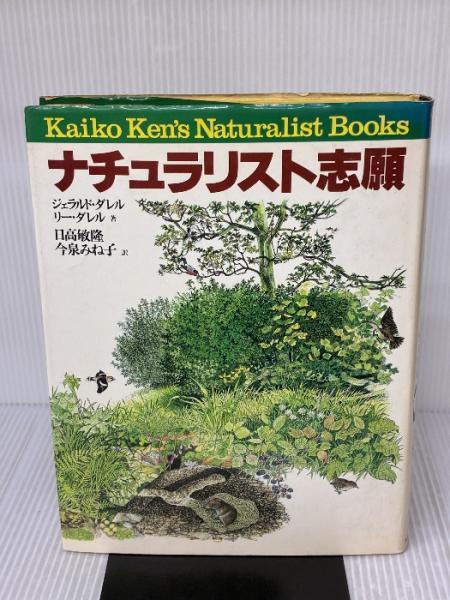 Kaiko Ken's Naturalist Books
ナチュラリスト志願
ジェラルド・ダレル
リー・ダレル 著
日高敏隆
今泉みね子 訳